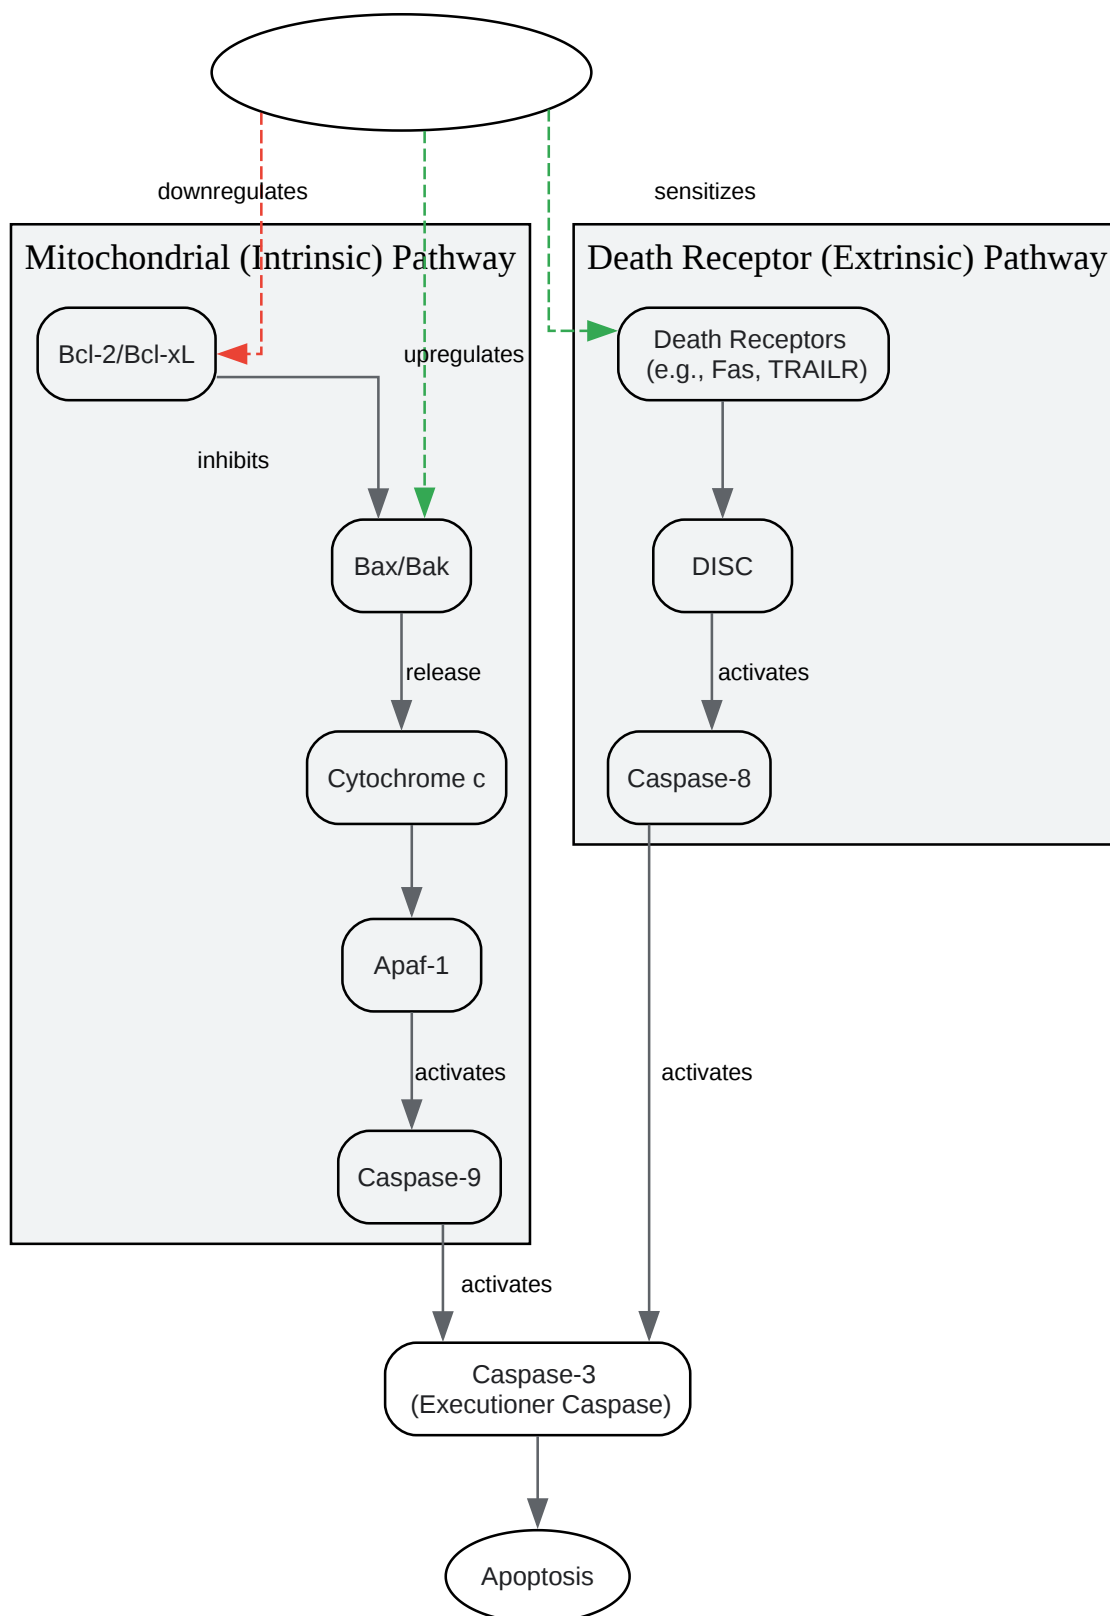 downregulates
sensitizes
Mitochondrial (Intrinsic) Pathway
Death Receptor (Extrinsic) Pathway
Bcl-2/Bcl-xL
upregulates
Death Receptors
(e.g., Fas, TRAILR)
inhibits
Bax/Bak
DISC
release
activates
Cytochrome c
Caspase-8
Apaf-1
activates
activates
Caspase-9
activates
Caspase-3
(Executioner Caspase)
Apoptosis